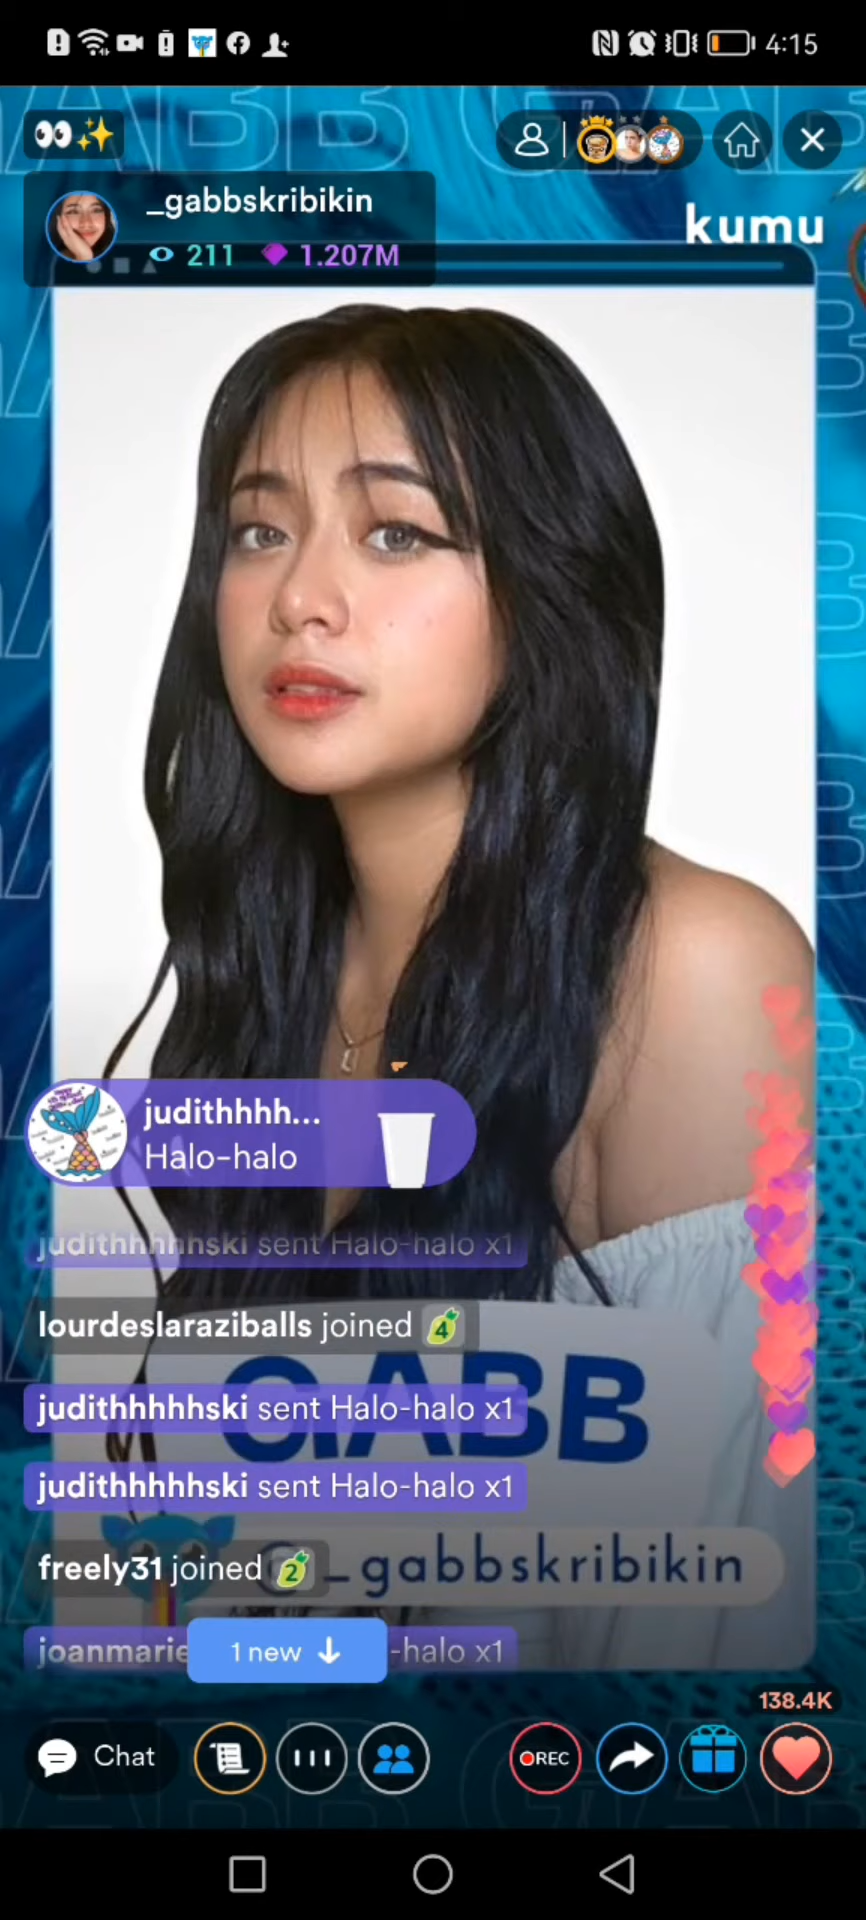 4:15
_gabbskribikin
211
1.207M
kumu
judithhhh...
Halo-halo
judithhhhhski sent Halo-halo x1
lourdeslaraziballs joined 4
judithhhhhski sent Halo-halo x1
GABB
judithhhhhski sent Halo-halo x1
freely31 joined 2
@_gabbskribikin
joanmarie
-halo x1
1 new
138.4K
Chat
REC